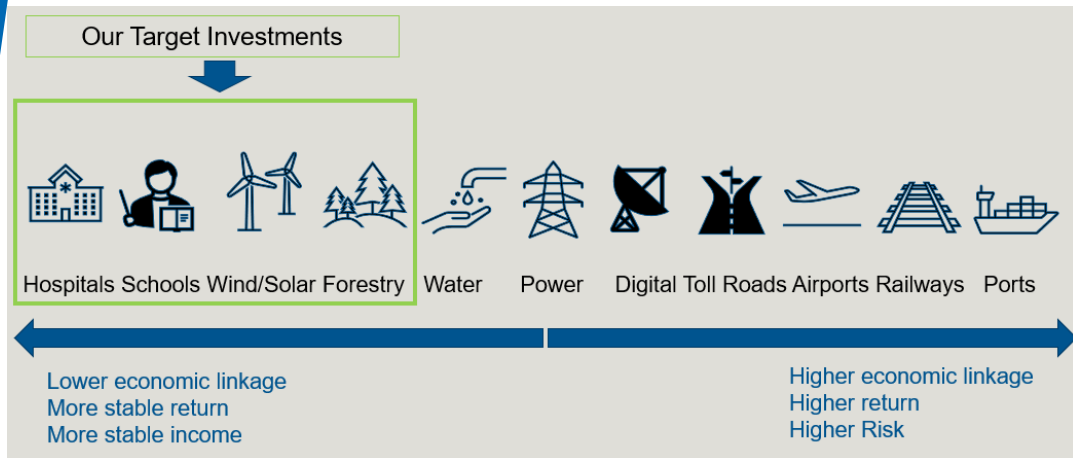 Our Target Investments
Hospitals Schools Wind/Solar Forestry Water Power Digital Toll Roads Airports Railways Ports
Lower economic linkage
More stable return
More stable income
Higher economic linkage
Higher return
Higher Risk